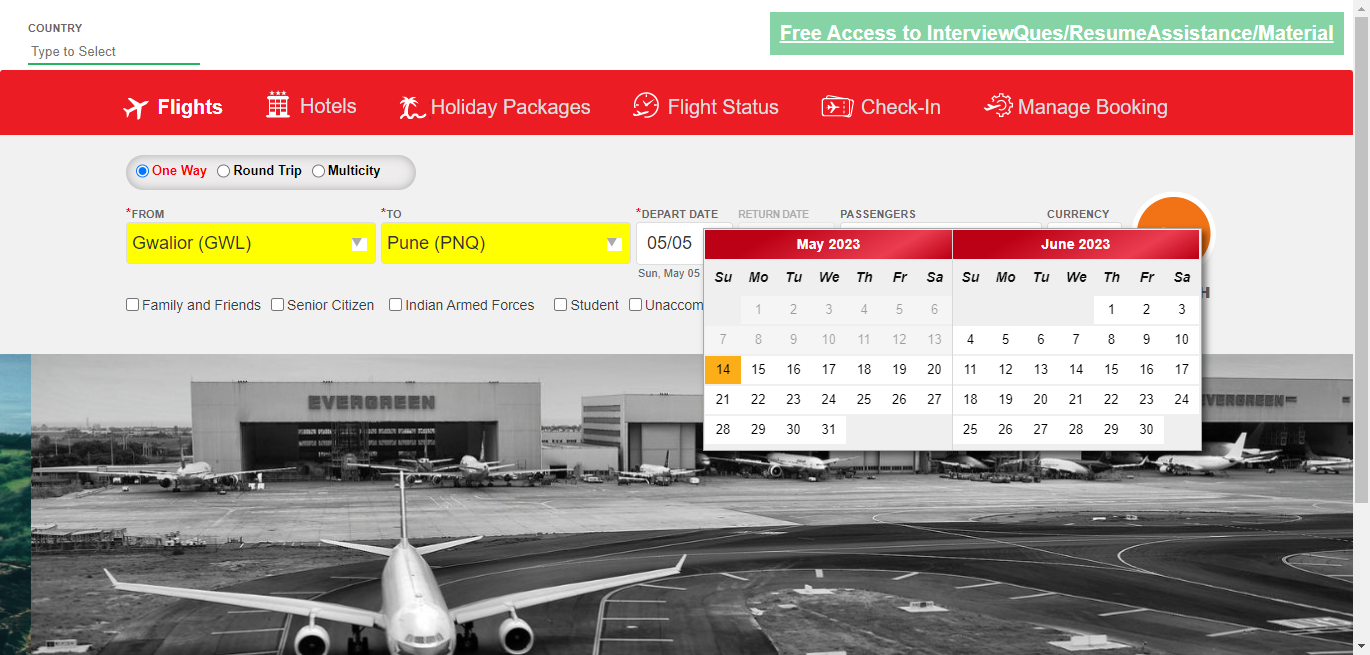 COUNTRY
Type to Select
Free Access to InterviewQues/ResumeAssistance/Material
Flights Hotels Holiday Packages Flight Status Check-In Manage Booking
One Way Round Trip Multicity
*FROM *TO *DEPART DATE RETURN DATE PASSENGERS CURRENCY
Gwalior (GWL) Pune (PNQ) 05/05
Sun, May 05
Family and Friends Senior Citizen Indian Armed Forces Student Unaccom
H
May 2023 June 2023
Su Mo Tu We Th Fr Sa Su Mo Tu We Th Fr Sa
1 2 3 4 5 6 1 2 3
7 8 9 10 11 12 13 4 5 6 7 8 9 10
14 15 16 17 18 19 20 11 12 13 14 15 16 17
21 22 23 24 25 26 27 18 19 20 21 22 23 24
28 29 30 31 25 26 27 28 29 30
EVERGREEN
VERGREEN